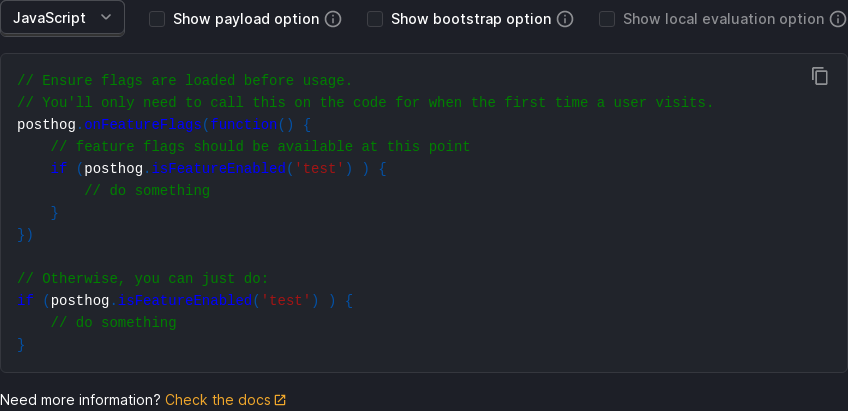 JavaScript Show payload option Show bootstrap option Show local evaluation option
// Ensure flags are loaded before usage.
// You'll only need to call this on the code for when the first time a user visits.
posthog.onFeatureFlags(function() {
    // feature flags should be available at this point
    if (posthog.isFeatureEnabled('test') ) {
        // do something
    }
})
// Otherwise, you can just do:
if (posthog.isFeatureEnabled('test') ) {
    // do something
}
Need more information? Check the docs